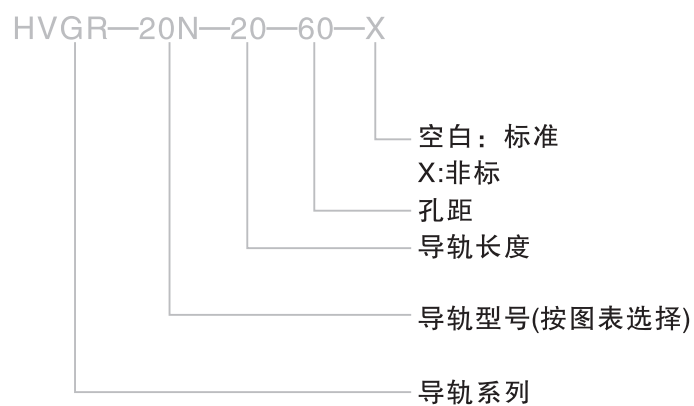 HVGR—20N—20—60—X
空白：标准
X:非标
孔距
导轨长度
导轨型号(按图表选择)
导轨系列